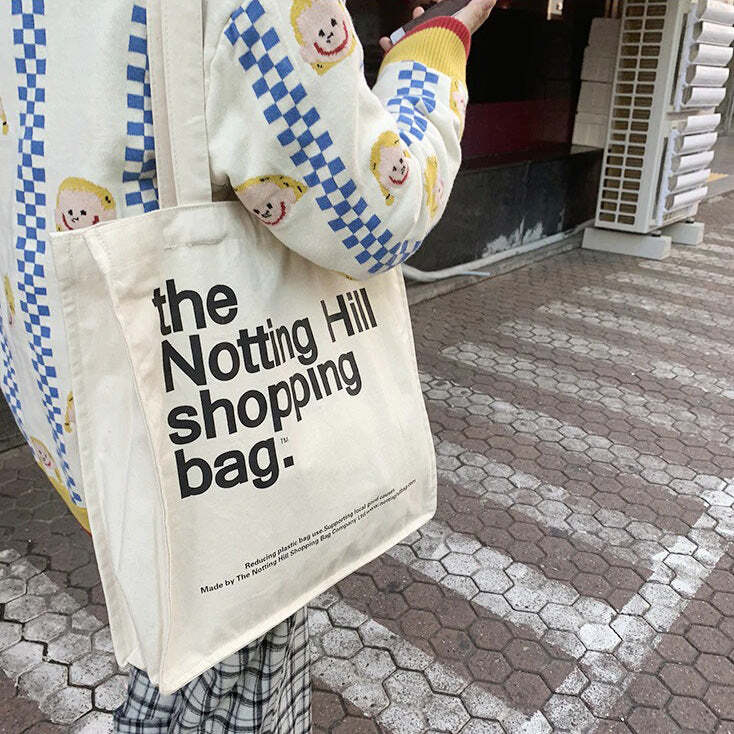 the
Notting Hill
shopping
bag.™
Reducing plastic bag use.Supporting local good causes.
Made by The Notting Hill Shopping Bag Company Ltd